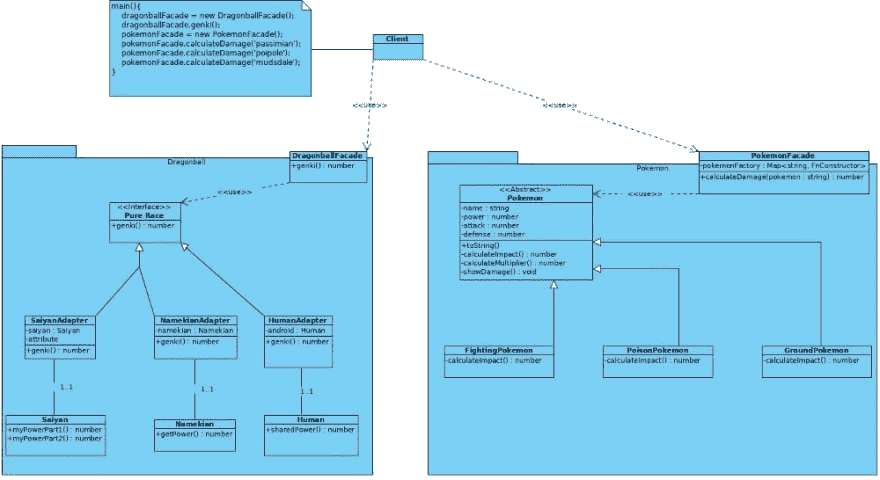 main(){
dragonballFacade = new DragonballFacade();
dragonballFacade.genki();
pokemonFacade = new PokemonFacade();
pokemonFacade.calculateDamage('passimian');
pokemonFacade.calculateDamage('poipole');
pokemonFacade.calculateDamage('mudsdale');
}
Client
<<use>>
<<use>>
Dragonball
DragonballFacade
+genki() : number
<<use>>
<<Interface>>
Pure Race
+genki() : number
SaiyanAdapter
-saiyan : Saiyan
-attribute
+genki() : number
NamekianAdapter
-namekian : Namekian
+genki() : number
HumanAdapter
-android : Human
+genki() : number
1..1
1..1
1..1
Saiyan
+myPowerPart1() : number
+myPowerPart2() : number
Namekian
+getPower() : number
Human
+sharedPower() : number
Pokemon
PokemonFacade
-pokemonFactory : Map<string, FnConstructor>
+calculateDamage(pokemon : string) : number
<<use>>
<<Abstract>>
Pokemon
-name : string
-power : number
-attack : number
-defense : number
+toString()
-calculateImpact() : number
-calculateMultiplier() : number
-showDamage() : void
FightingPokemon
-calculateImpact() : number
PoisonPokemon
-calculateImpact() : number
GroundPokemon
-calculateImpact() : number